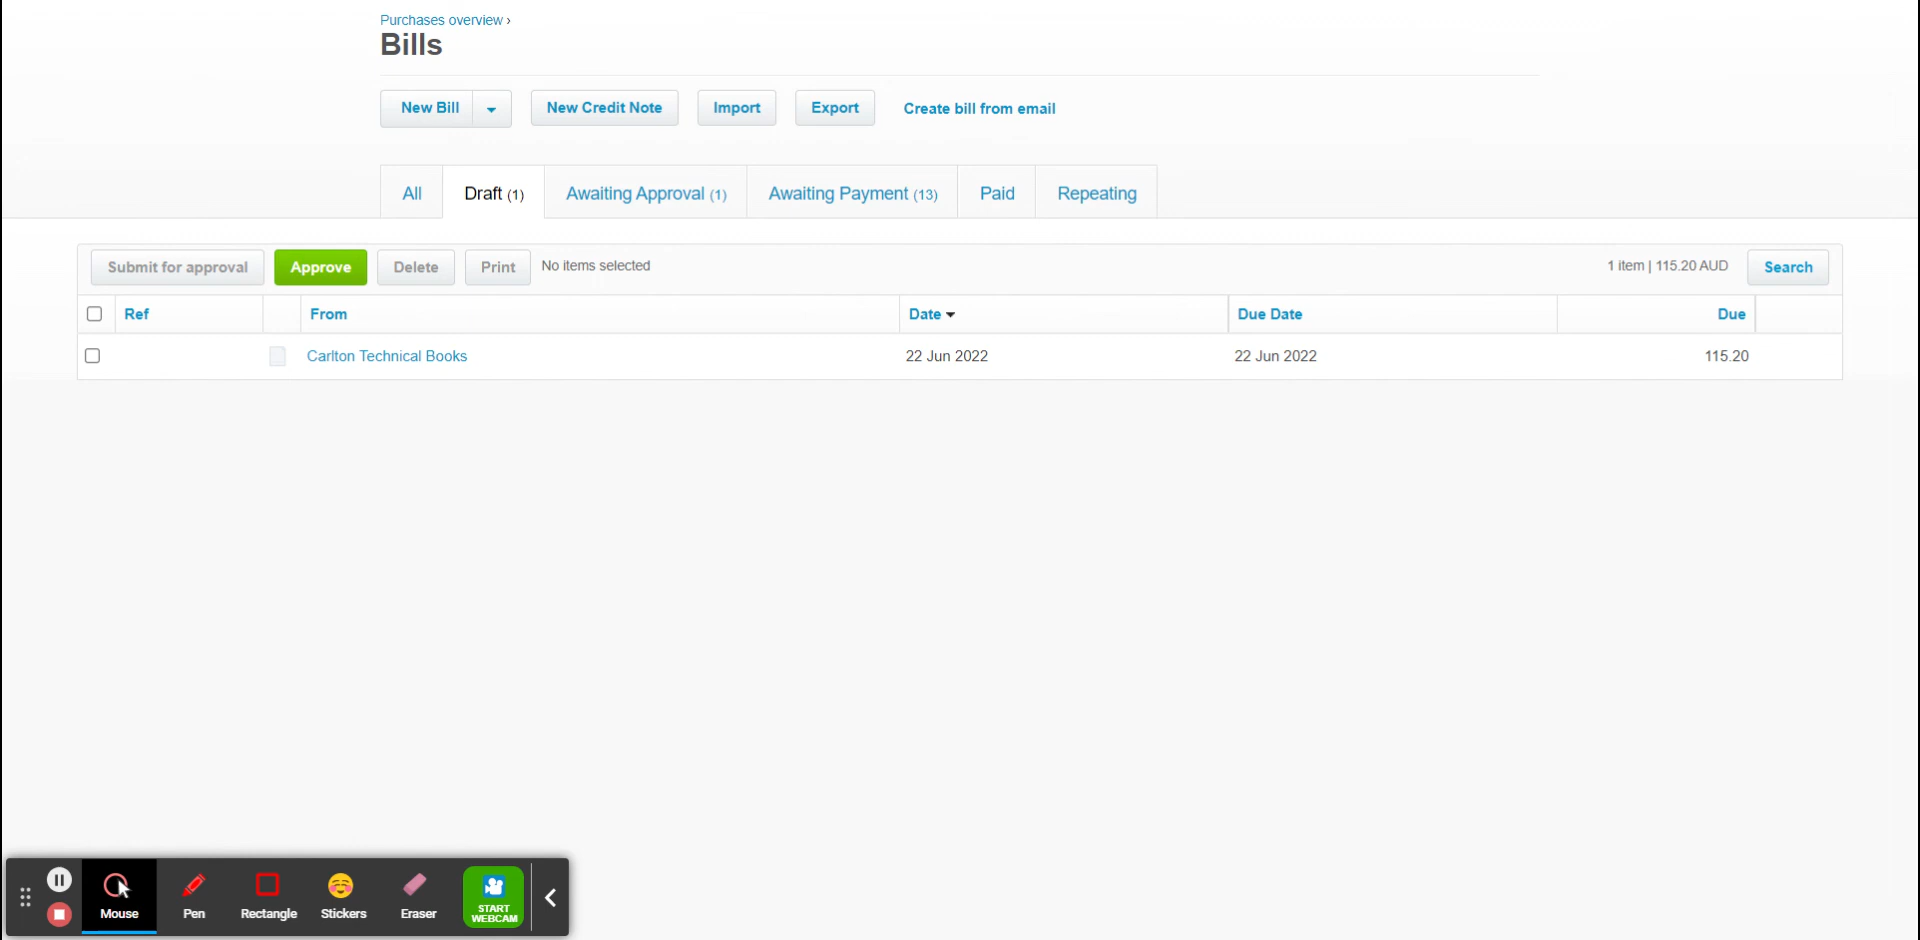 Purchases overview ›
Bills
New Bill New Credit Note Import Export Create bill from email
All Draft (1) Awaiting Approval (1) Awaiting Payment (13) Paid Repeating
Submit for approval Approve Delete Print No items selected 1 item | 115.20 AUD Search
Ref From Date Due Date Due
Carlton Technical Books 22 Jun 2022 22 Jun 2022 115.20
Mouse Pen Rectangle Stickers Eraser START WEBCAM